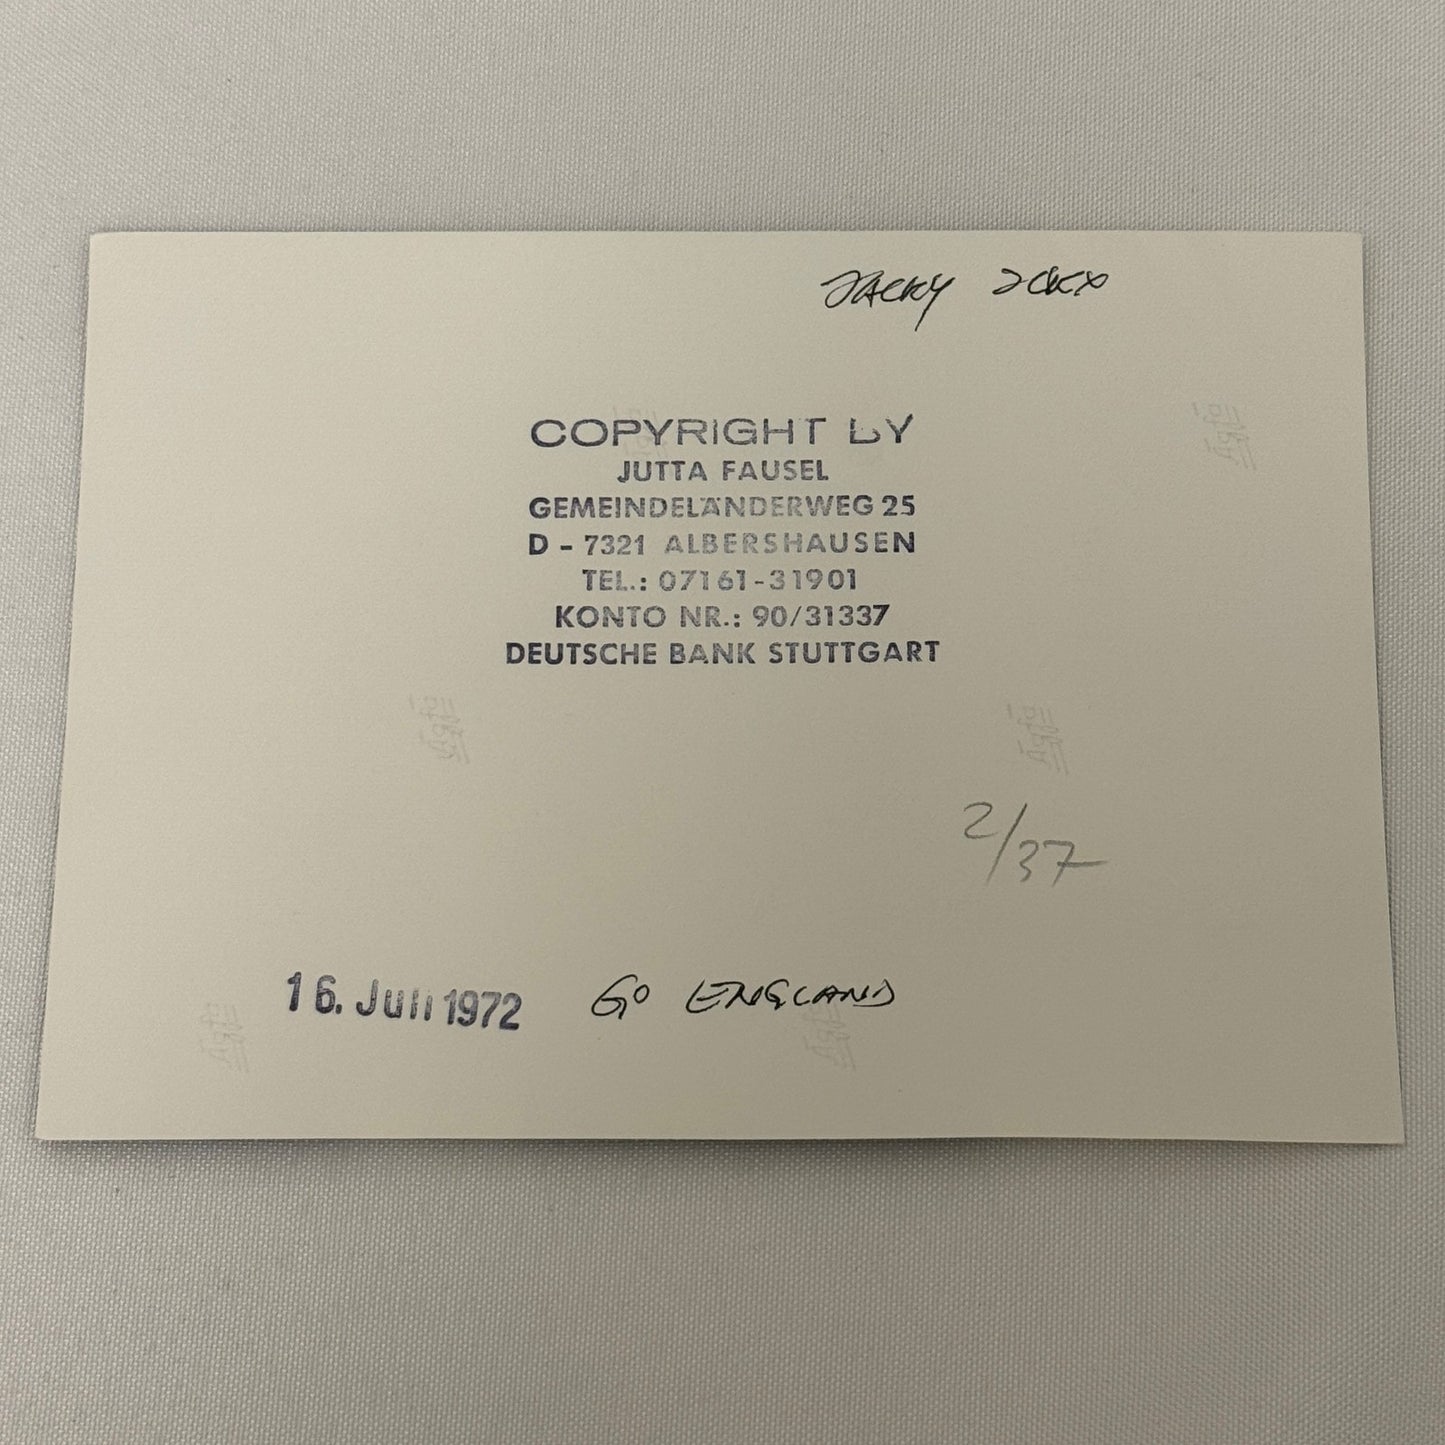 JACKY ICKX
COPYRIGHT BY
JUTTA FAUSEL
GEMEINDELÄNDERWEG 25
D - 7321 ALBERSHAUSEN
TEL.: 07161-31901
KONTO NR.: 90/31337
DEUTSCHE BANK STUTTGART
2/37
16. Juli 1972 GO ENGLAND